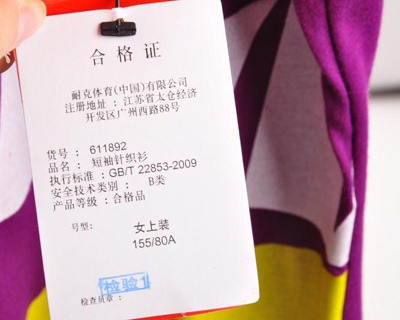 合格证
耐克体育(中国)有限公司
注册地址：江苏省太仓经济
开发区广州西路88号
货号： 611892
品名： 短袖针织衫
执行标准：GB/T 22853-2009
安全技术类别： B类
产品等级：合格品
号型： 女上装
155/80A
检验1
检查员章：